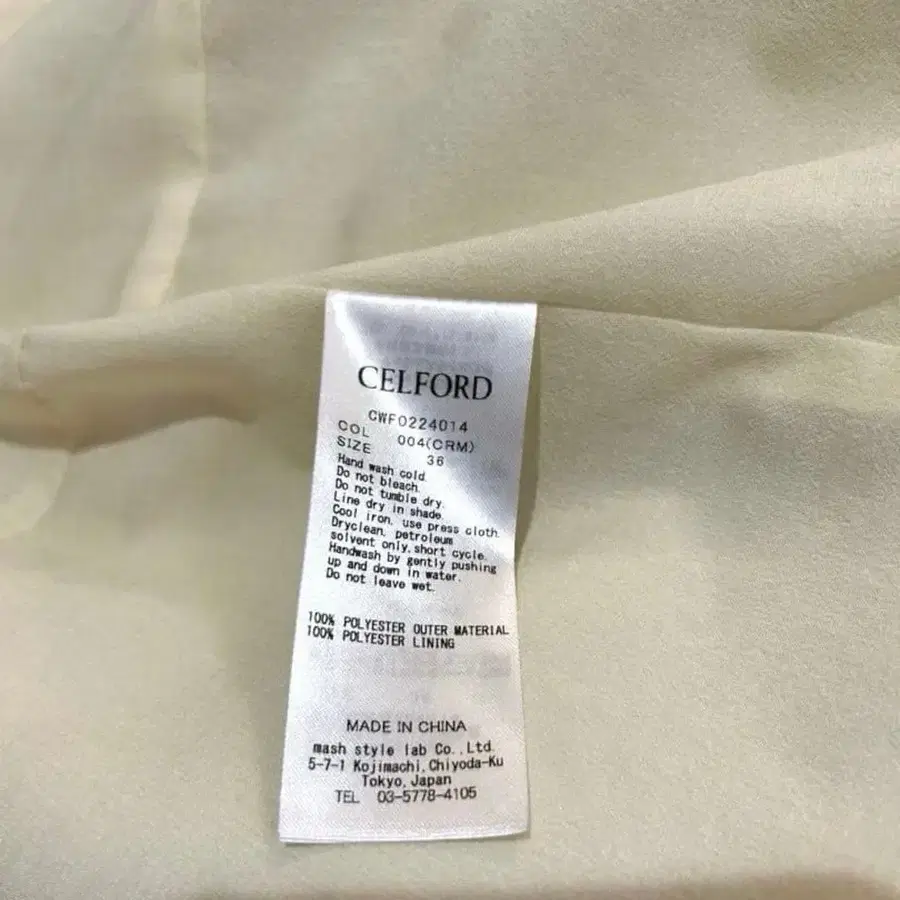 CELFORD
CWF0224014
COL 004(CRM)
SIZE 36
Hand wash cold.
Do not bleach.
Do not tumble dry.
Line dry in shade.
Cool iron, use press cloth.
Dryclean, petroleum
solvent only, short cycle.
Handwash by gently pushing
up and down in water.
Do not leave wet.
100% POLYESTER OUTER MATERIAL
100% POLYESTER LINING
MADE IN CHINA
mash style lab Co., Ltd.
5-7-1 Kojimachi, Chiyoda-Ku
Tokyo, Japan
TEL 03-5778-4105